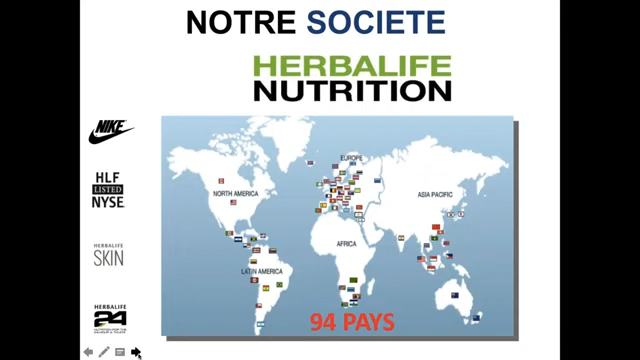 NOTRE SOCIETE
HERBALIFE
NUTRITION
NIKE
HLF
LISTED
NYSE
HERBALIFE
SKIN
HERBALIFE
24
EUROPE
NORTH AMERICA
ASIA PACIFIC
AFRICA
LATIN AMERICA
94 PAYS